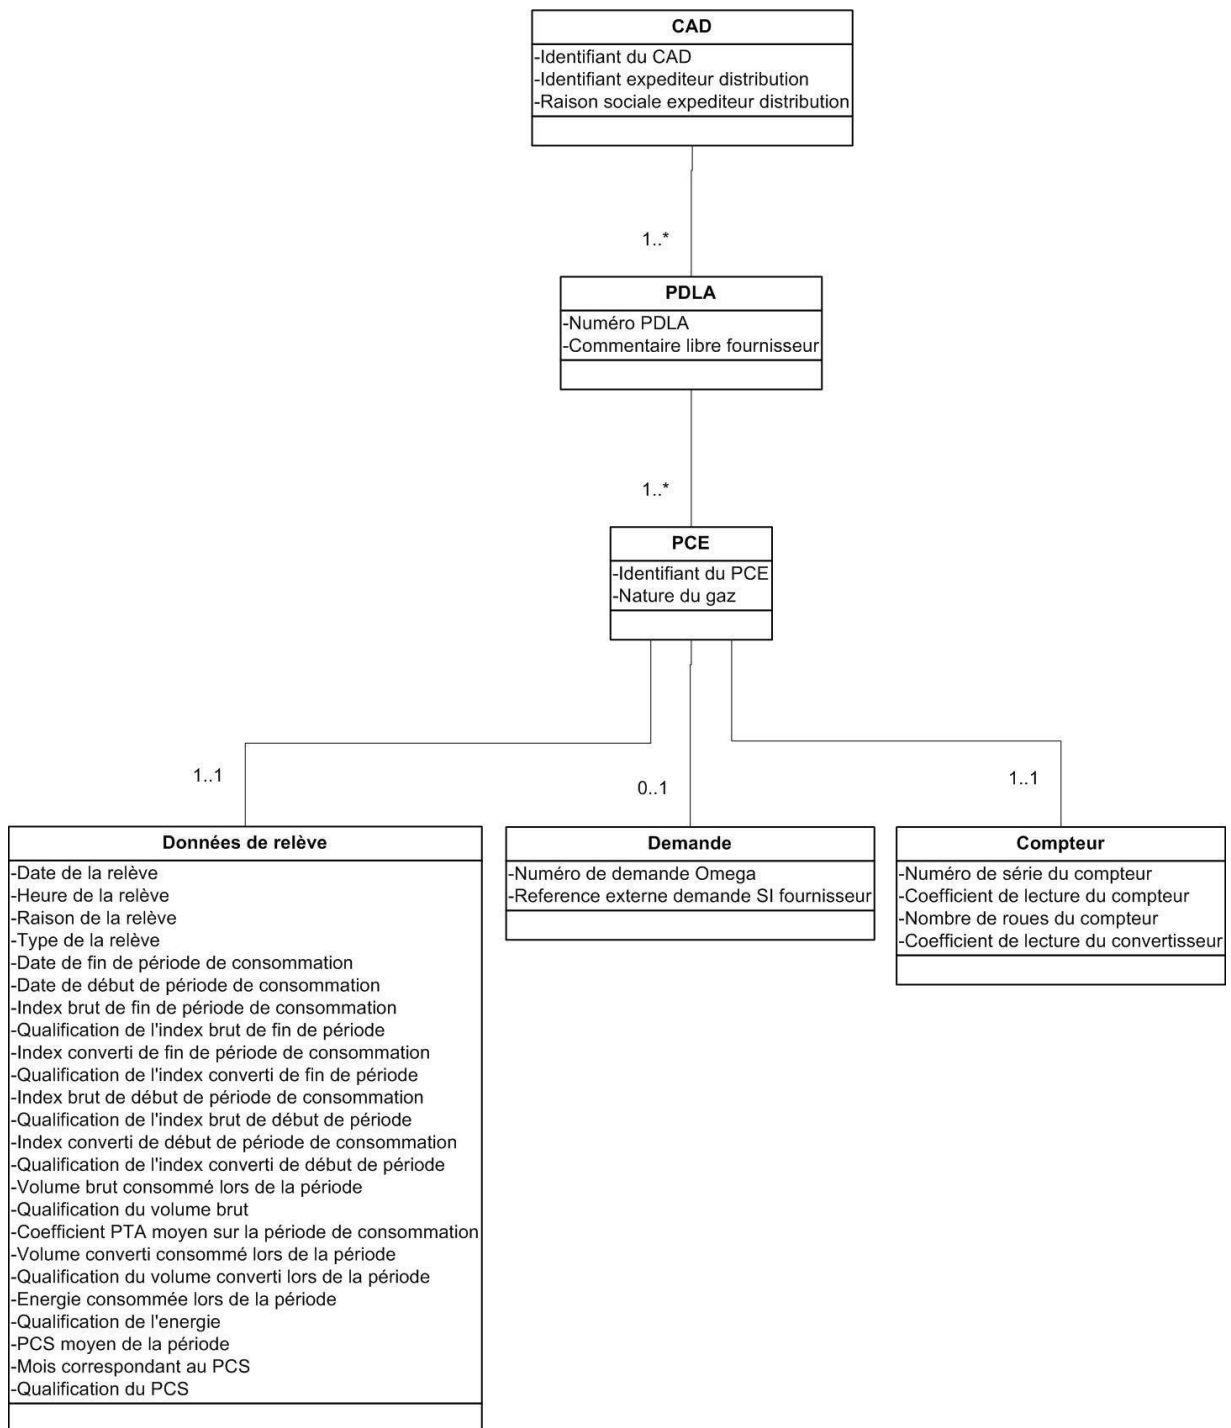 CAD
-Identifiant du CAD
-Identifiant expediteur distribution
-Raison sociale expediteur distribution
1..*
PDLA
-Numéro PDLA
-Commentaire libre fournisseur
1..*
PCE
-Identifiant du PCE
-Nature du gaz
1..1
0..1
1..1
Données de relève
-Date de la relève
-Heure de la relève
-Raison de la relève
-Type de la relève
-Date de fin de période de consommation
-Date de début de période de consommation
-Index brut de fin de période de consommation
-Qualification de l'index brut de fin de période
-Index converti de fin de période de consommation
-Qualification de l'index converti de fin de période
-Index brut de début de période de consommation
-Qualification de l'index brut de début de période
-Index converti de début de période de consommation
-Qualification de l'index converti de début de période
-Volume brut consommé lors de la période
-Qualification du volume brut
-Coefficient PTA moyen sur la période de consommation
-Volume converti consommé lors de la période
-Qualification du volume converti lors de la période
-Energie consommée lors de la période
-Qualification de l'energie
-PCS moyen de la période
-Mois correspondant au PCS
-Qualification du PCS
Demande
-Numéro de demande Omega
-Reference externe demande SI fournisseur
Compteur
-Numéro de série du compteur
-Coefficient de lecture du compteur
-Nombre de roues du compteur
-Coefficient de lecture du convertisseur